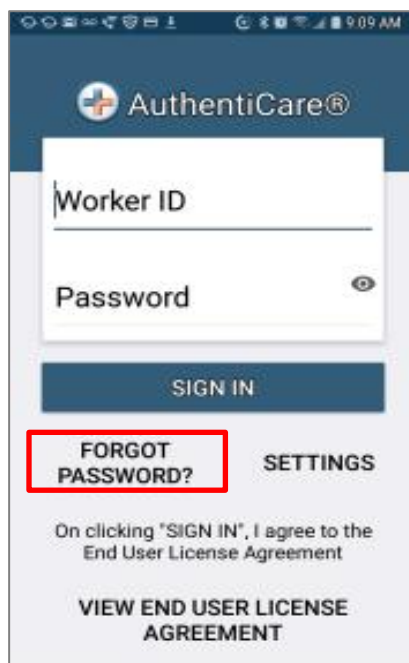 9:09 AM
AuthentiCare®
Worker ID
Password
SIGN IN
FORGOT
PASSWORD?
SETTINGS
On clicking "SIGN IN", I agree to the
End User License Agreement
VIEW END USER LICENSE
AGREEMENT